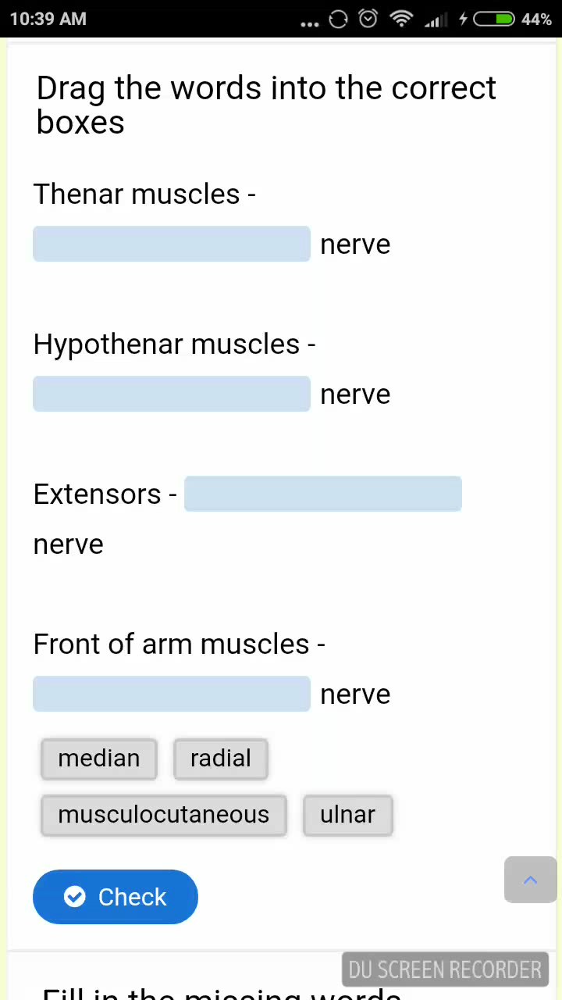 10:39 AM ... 44%
Drag the words into the correct
boxes
Thenar muscles -
nerve
Hypothenar muscles -
nerve
Extensors -
nerve
Front of arm muscles -
nerve
median radial
musculocutaneous ulnar
Check
DU SCREEN RECORDER
Fill in the missing words